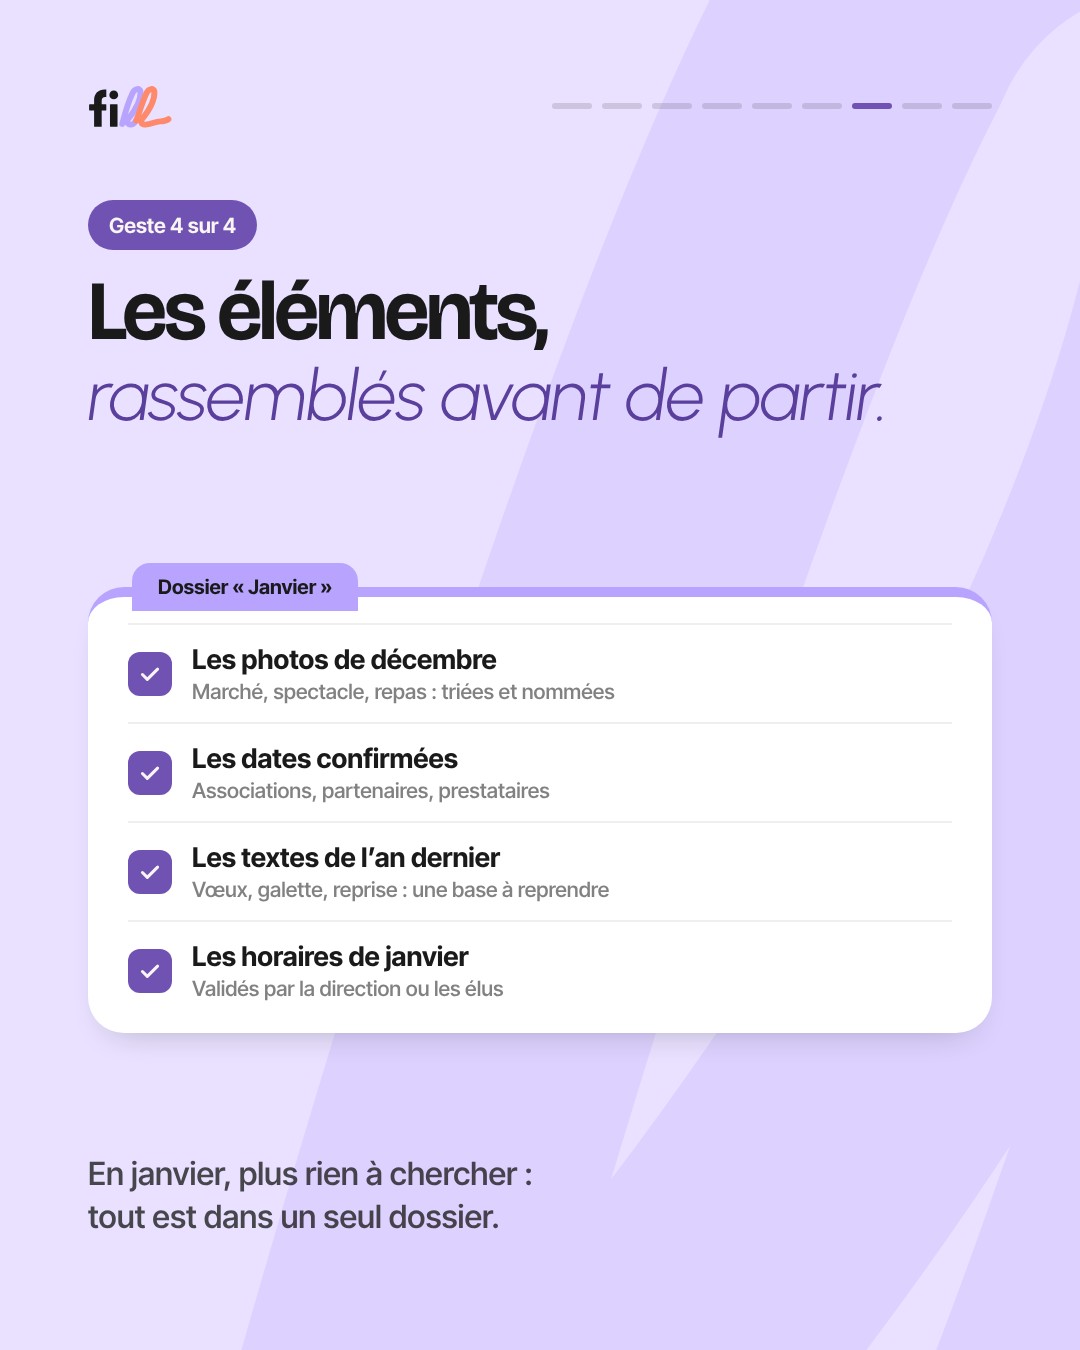 fill
Geste 4 sur 4
Les éléments,
rassemblés avant de partir.
Dossier « Janvier »
Les photos de décembre
Marché, spectacle, repas : triées et nommées
Les dates confirmées
Associations, partenaires, prestataires
Les textes de l’an dernier
Vœux, galette, reprise : une base à reprendre
Les horaires de janvier
Validés par la direction ou les élus
En janvier, plus rien à chercher :
tout est dans un seul dossier.